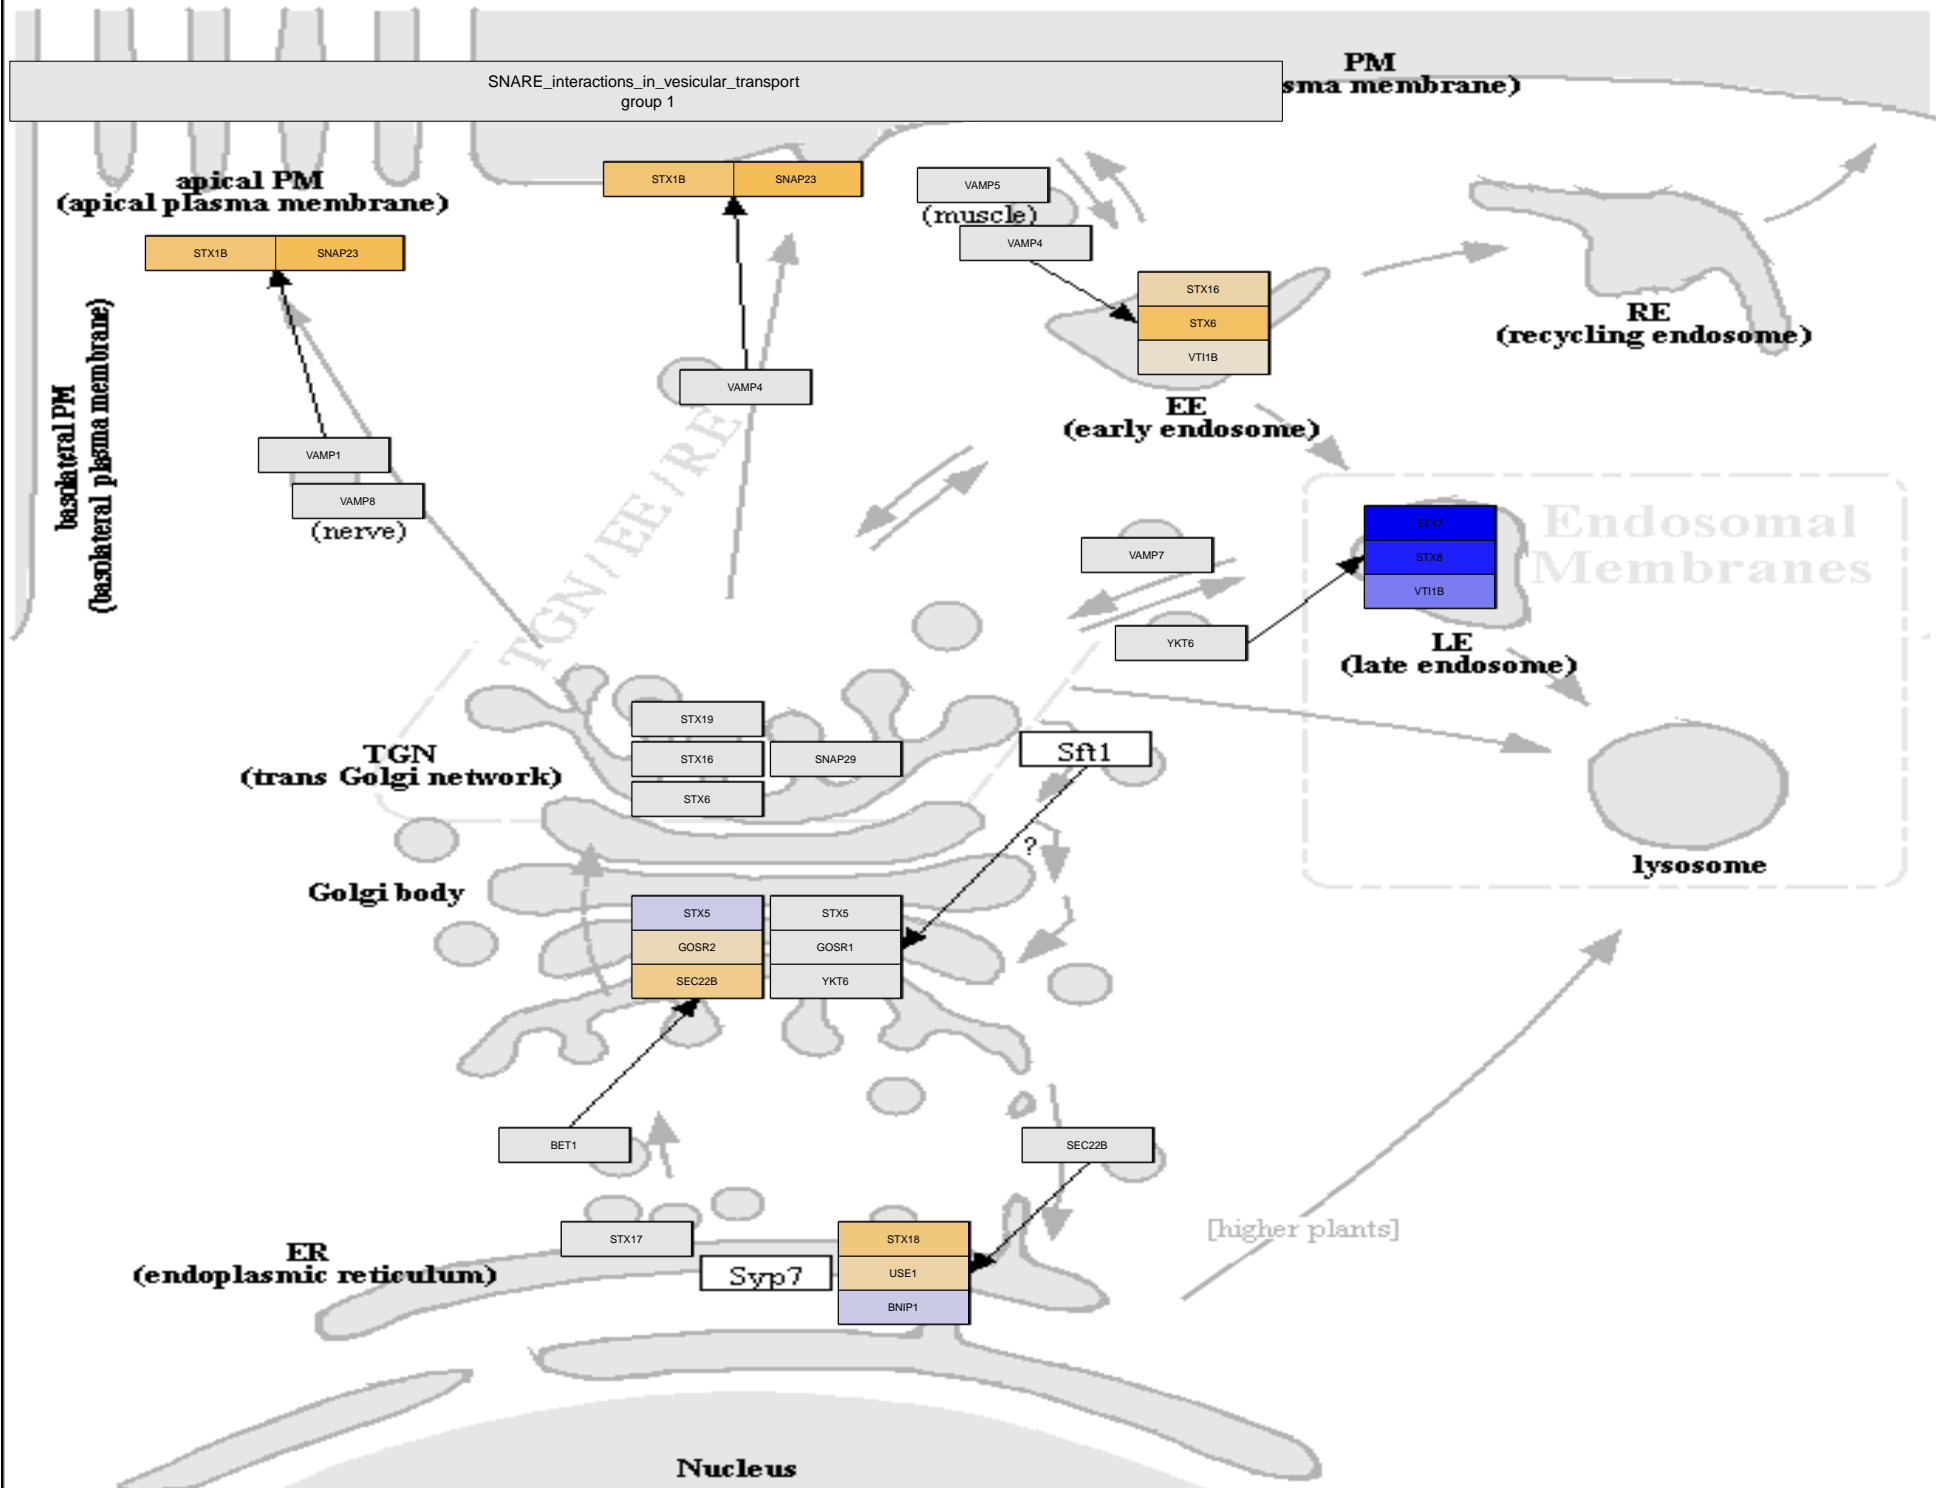 SNARE_interactions_in_vesicular_transport
group 1
PM
sma membrane)
apical PM
(apical plasma membrane)
STX1B SNAP23
STX1B SNAP23
VAMP5
(muscle)
VAMP4
STX16
STX6
VTI1B
EE
(early endosome)
RE
(recycling endosome)
basolateral PM
(basolateral plasma membrane)
VAMP4
VAMP1
VAMP8
(nerve)
TGN/EE/RE
Endosomal
Membranes
VAMP7
YKT6
STX7
STX8
VTI1B
LE
(late endosome)
lysosome
TGN
(trans Golgi network)
STX19
STX16 SNAP29
STX6
Sft1
?
Golgi body
STX5 STX5
GOSR2 GOSR1
SEC22B YKT6
BET1
SEC22B
[higher plants]
ER
(endoplasmic reticulum)
STX17
Syp7
STX18
USE1
BNIP1
Nucleus